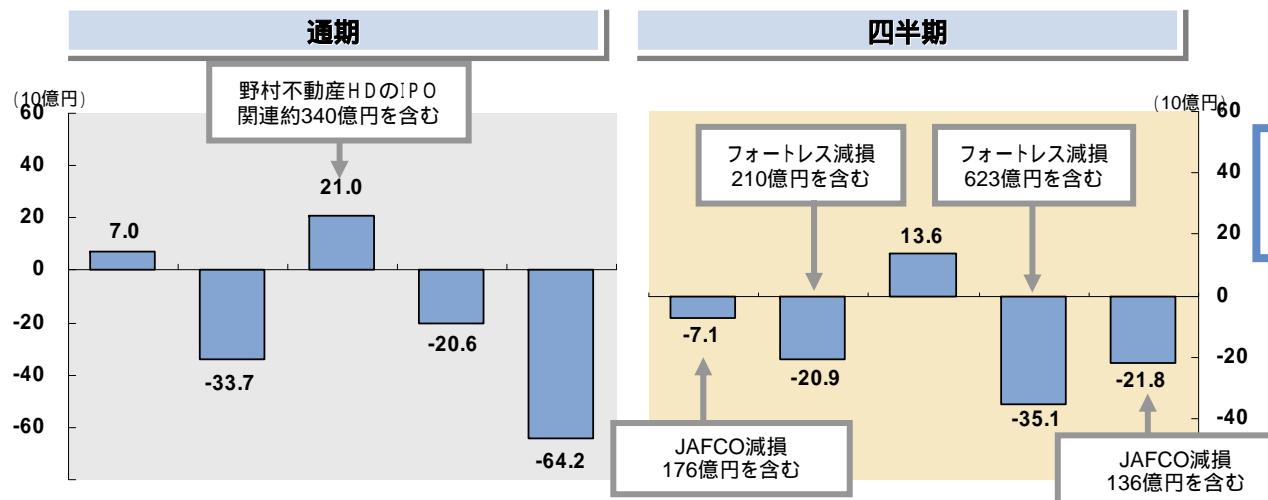 通期
野村不動産HDのIPO
関連約340億円を含む
(10億円)
60
40
20
0
-20
-40
-60
7.0
-33.7
21.0
-20.6
-64.2
四半期
(10億円)
60
40
20
0
-20
-40
フォートレス減損
210億円を含む
フォートレス減損
623億円を含む
-7.1
-20.9
13.6
-35.1
-21.8
JAFCO減損
176億円を含む
JAFCO減損
136億円を含む